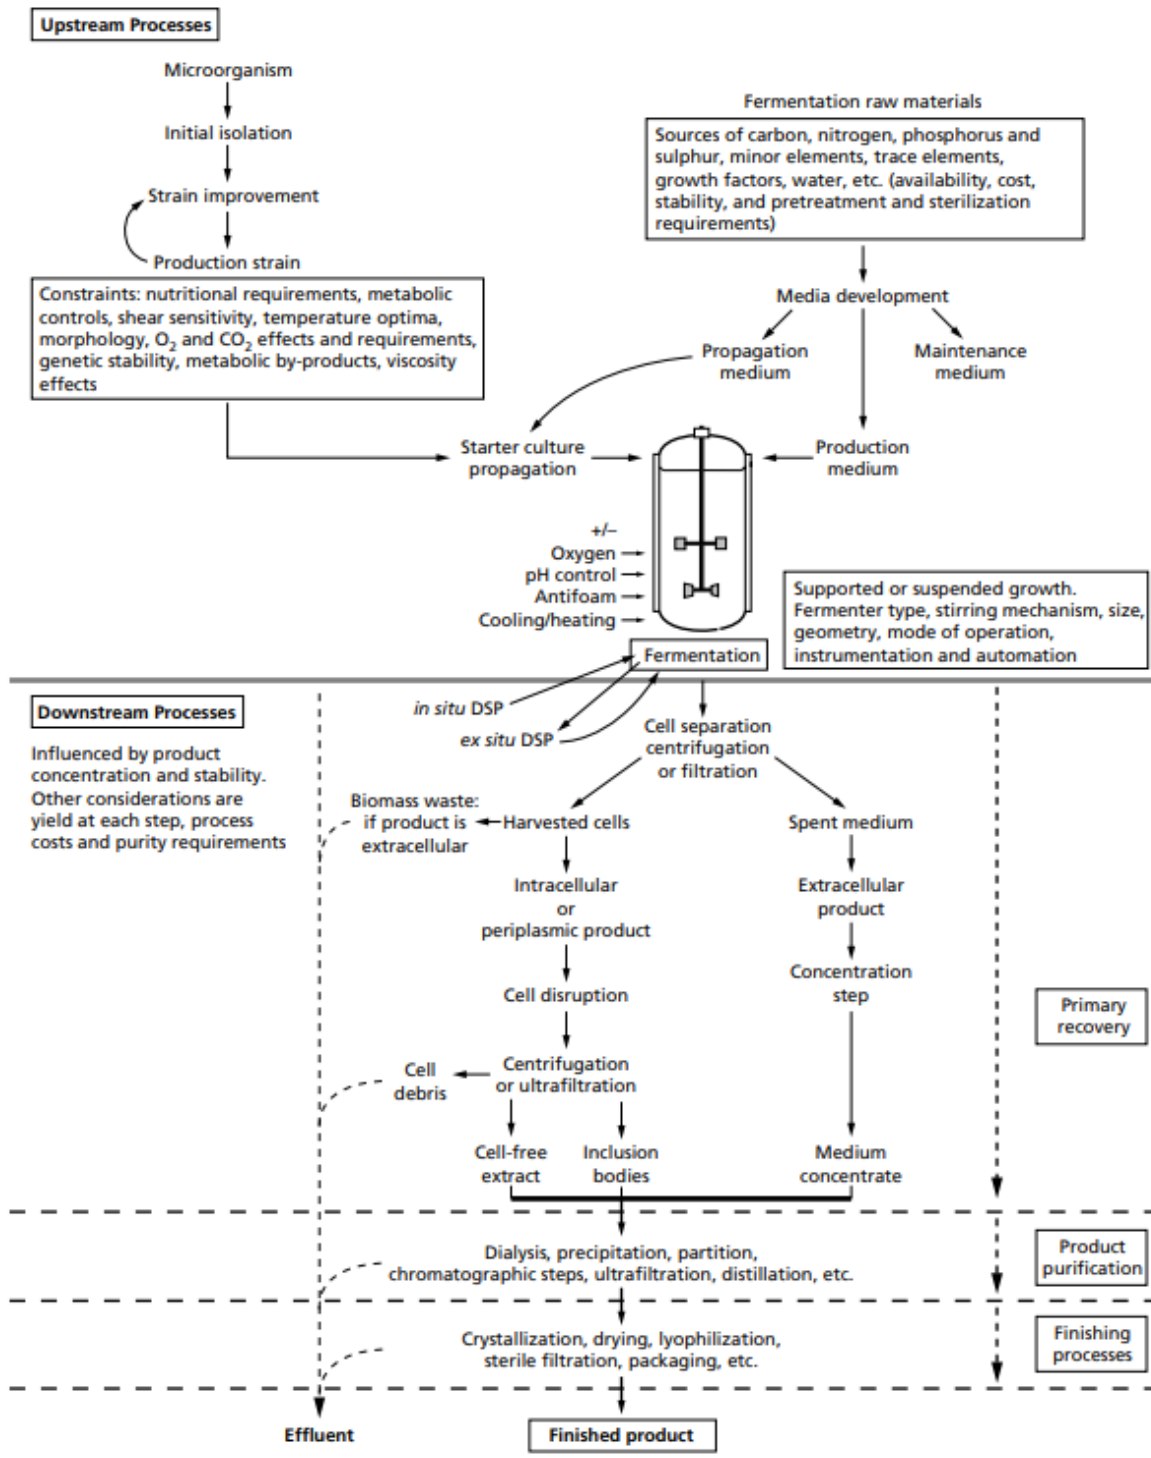 Upstream Processes
Microorganism
Initial isolation
Strain improvement
Production strain
Constraints: nutritional requirements, metabolic
controls, shear sensitivity, temperature optima,
morphology, O₂ and CO₂ effects and requirements,
genetic stability, metabolic by-products, viscosity
effects
Fermentation raw materials
Sources of carbon, nitrogen, phosphorus and
sulphur, minor elements, trace elements,
growth factors, water, etc. (availability, cost,
stability, and pretreatment and sterilization
requirements)
Media development
Propagation
medium
Maintenance
medium
Starter culture
propagation
Production
medium
+/–
Oxygen
pH control
Antifoam
Cooling/heating
Supported or suspended growth.
Fermenter type, stirring mechanism, size,
geometry, mode of operation,
instrumentation and automation
Fermentation
Downstream Processes
Influenced by product
concentration and stability.
Other considerations are
yield at each step, process
costs and purity requirements
in situ DSP
ex situ DSP
Cell separation
centrifugation
or filtration
Biomass waste:
if product is
extracellular
Harvested cells
Spent medium
Intracellular
or
periplasmic product
Extracellular
product
Cell disruption
Concentration
step
Primary
recovery
Centrifugation
or ultrafiltration
Cell
debris
Cell-free
extract
Inclusion
bodies
Medium
concentrate
Dialysis, precipitation, partition,
chromatographic steps, ultrafiltration, distillation, etc.
Product
purification
Crystallization, drying, lyophilization,
sterile filtration, packaging, etc.
Finishing
processes
Effluent
Finished product